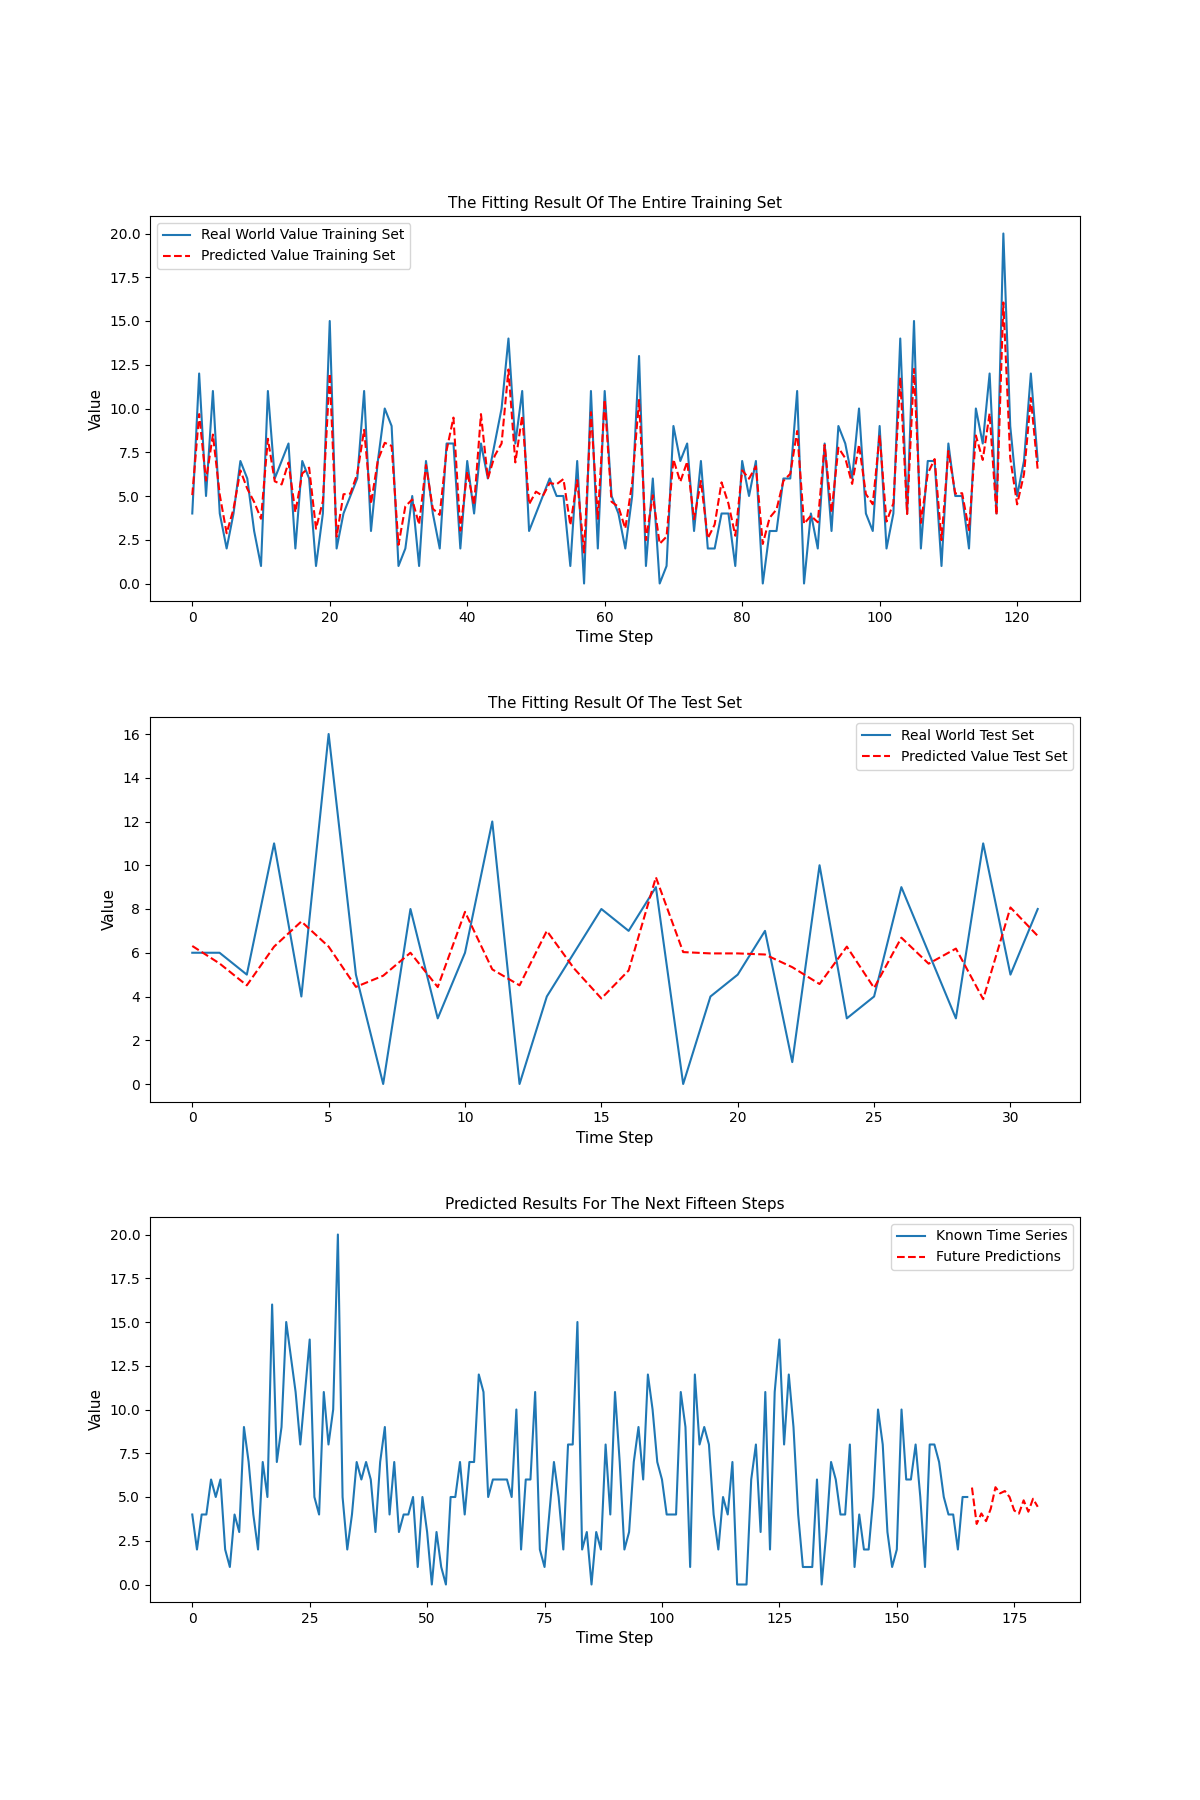 The Fitting Result Of The Entire Training Set
Real World Value Training Set
Predicted Value Training Set
20.0
17.5
15.0
12.5
10.0
7.5
5.0
2.5
0.0
Value
0 20 40 60 80 100 120
Time Step
The Fitting Result Of The Test Set
Real World Test Set
Predicted Value Test Set
16
14
12
10
8
6
4
2
0
Value
0 5 10 15 20 25 30
Time Step
Predicted Results For The Next Fifteen Steps
Known Time Series
Future Predictions
20.0
17.5
15.0
12.5
10.0
7.5
5.0
2.5
0.0
Value
0 25 50 75 100 125 150 175
Time Step